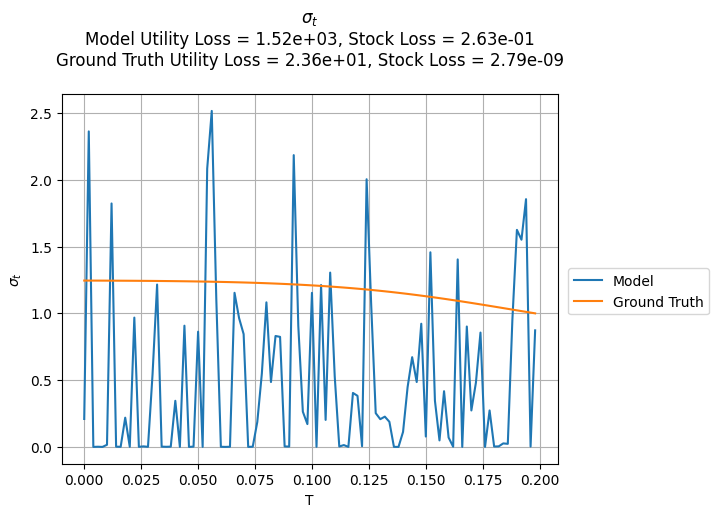 σₜ
Model Utility Loss = 1.52e+03, Stock Loss = 2.63e-01
Ground Truth Utility Loss = 2.36e+01, Stock Loss = 2.79e-09
2.5
2.0
1.5
1.0
0.5
0.0
σₜ
0.000 0.025 0.050 0.075 0.100 0.125 0.150 0.175 0.200
T
Model
Ground Truth